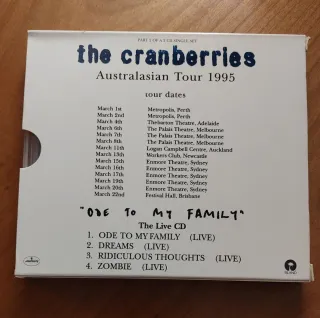 PART 2 OF A 2 CD SINGLE SET
the cranberries
Australasian Tour 1995
tour dates
March 1st Metropolis, Perth
March 2nd Metropolis, Perth
March 4th Thebarton Theatre, Adelaide
March 6th The Palais Theatre, Melbourne
March 7th The Palais Theatre, Melbourne
March 8th The Palais Theatre, Melbourne
March 11th Logan Campbell Centre, Auckland
March 13th Workers Club, Newcastle
March 15th Enmore Theatre, Sydney
March 16th Enmore Theatre, Sydney
March 17th Enmore Theatre, Sydney
March 19th Enmore Theatre, Sydney
March 20th Enmore Theatre, Sydney
March 22nd Festival Hall, Brisbane
"ODE TO MY FAMILY"
The Live CD
1. ODE TO MY FAMILY (LIVE)
2. DREAMS (LIVE)
3. RIDICULOUS THOUGHTS (LIVE)
4. ZOMBIE (LIVE)
ISLAND